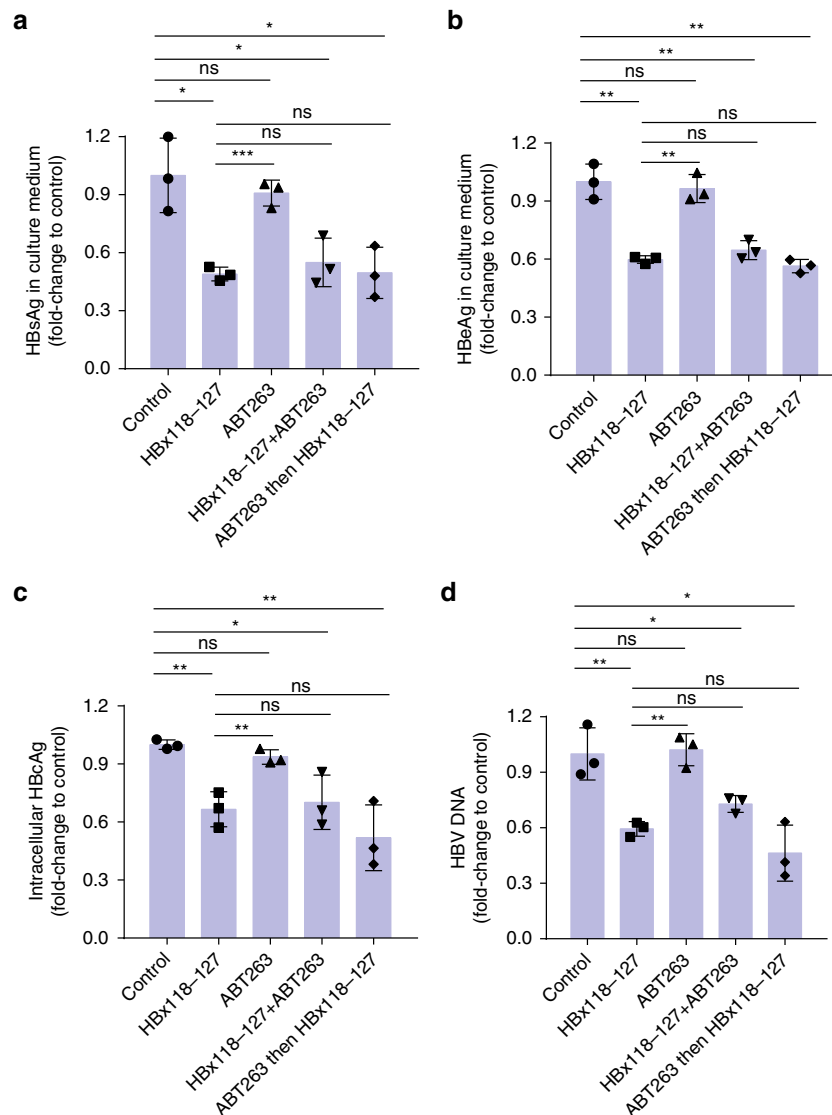 a
*
*
ns
*
ns
ns
***
HBsAg in culture medium
(fold-change to control)
1.2
0.9
0.6
0.3
0.0
Control
HBx118–127
ABT263
HBx118–127+ABT263
ABT263 then HBx118–127
b
**
**
ns
**
ns
ns
**
HBeAg in culture medium
(fold-change to control)
1.2
0.9
0.6
0.3
0.0
Control
HBx118–127
ABT263
HBx118–127+ABT263
ABT263 then HBx118–127
c
**
*
ns
**
ns
ns
**
Intracellular HBcAg
(fold-change to control)
1.2
0.9
0.6
0.3
0.0
Control
HBx118–127
ABT263
HBx118–127+ABT263
ABT263 then HBx118–127
d
*
*
ns
**
ns
ns
**
HBV DNA
(fold-change to control)
1.2
0.9
0.6
0.3
0.0
Control
HBx118–127
ABT263
HBx118–127+ABT263
ABT263 then HBx118–127